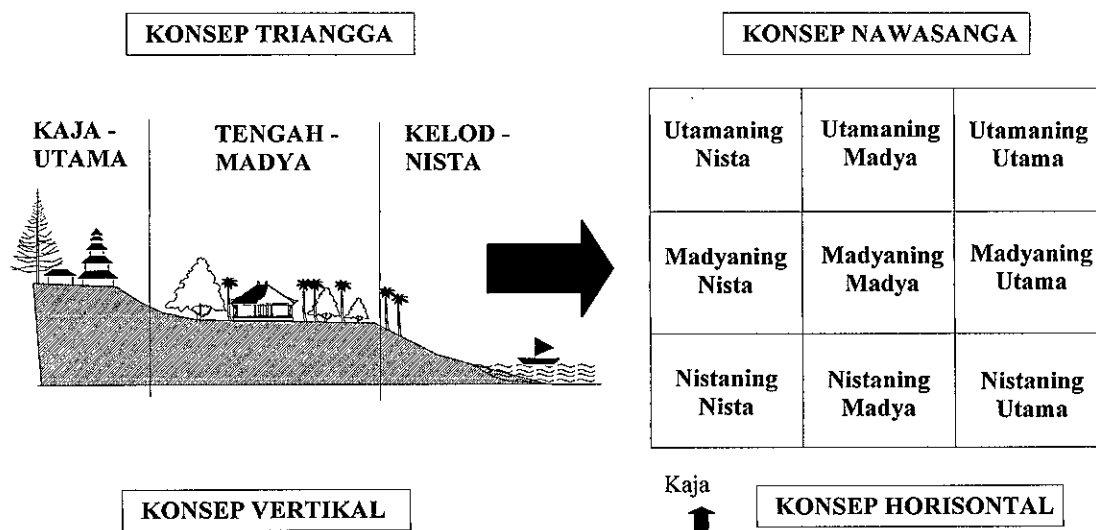 KONSEP TRIANGGA
KAJA -
UTAMA
TENGAH -
MADYA
KELOD -
NISTA
KONSEP VERTIKAL
KONSEP NAWASANGA
Utamaning
Nista
Utamaning
Madya
Utamaning
Utama
Madyaning
Nista
Madyaning
Madya
Madyaning
Utama
Nistaning
Nista
Nistaning
Madya
Nistaning
Utama
Kaja
KONSEP HORISONTAL